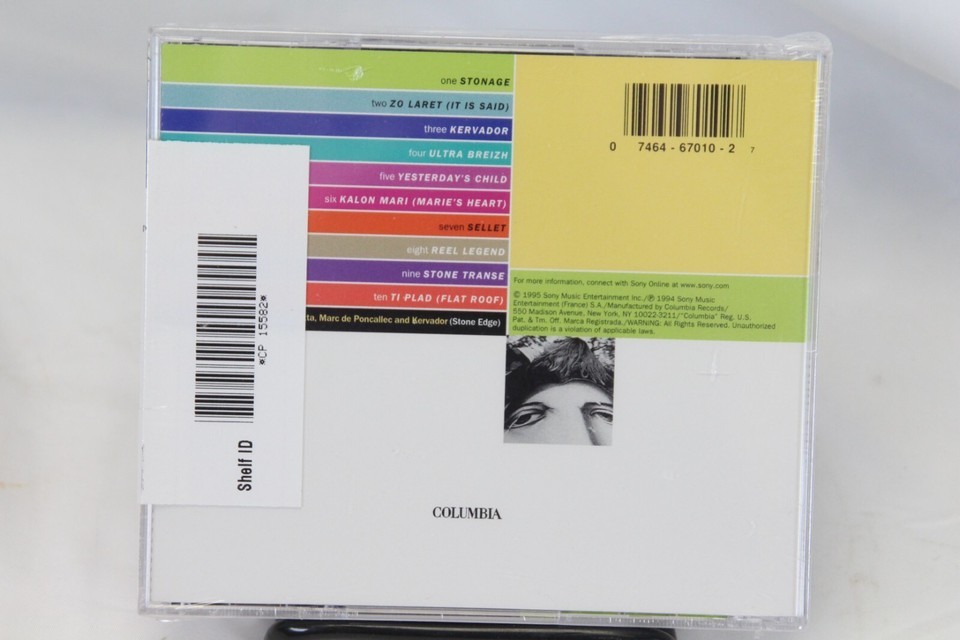 one STONAGE
two ZO LARET (IT IS SAID)
three KERVADOR
four ULTRA BREIZH
five YESTERDAY'S CHILD
six KALON MARI (MARIE'S HEART)
seven SELLET
eight REEL LEGEND
nine STONE TRANSE
ten TI PLAD (FLAT ROOF)
ta, Marc de Poncallec and Kervador (Stone Edge)
0 7464-67010-2 7
For more information, connect with Sony Online at www.sony.com
© 1995 Sony Music Entertainment Inc./℗ 1994 Sony Music
Entertainment (France) S.A./Manufactured by Columbia Records/
550 Madison Avenue, New York, NY 10022-3211/"Columbia" Reg. U.S.
Pat. & Tm. Off. Marca Registrada./WARNING: All Rights Reserved. Unauthorized
duplication is a violation of applicable laws.
*CP 15582*
Shelf ID
COLUMBIA